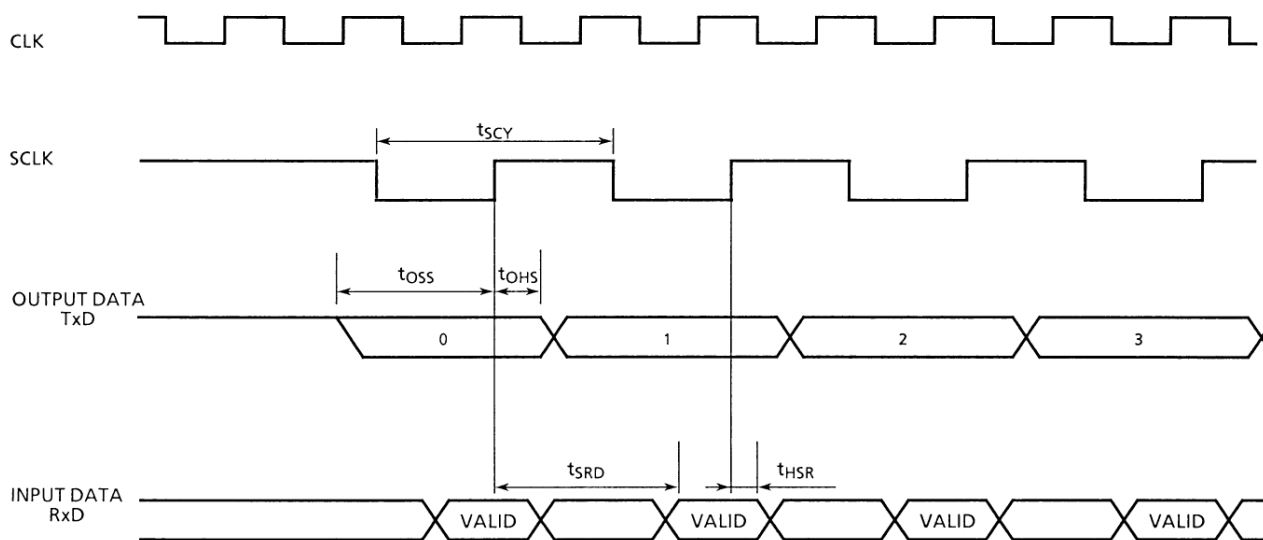 CLK
SCLK
tSCY
OUTPUT DATA
TxD
tOSS
tOHS
0
1
2
3
INPUT DATA
RxD
tSRD
tHSR
VALID
VALID
VALID
VALID